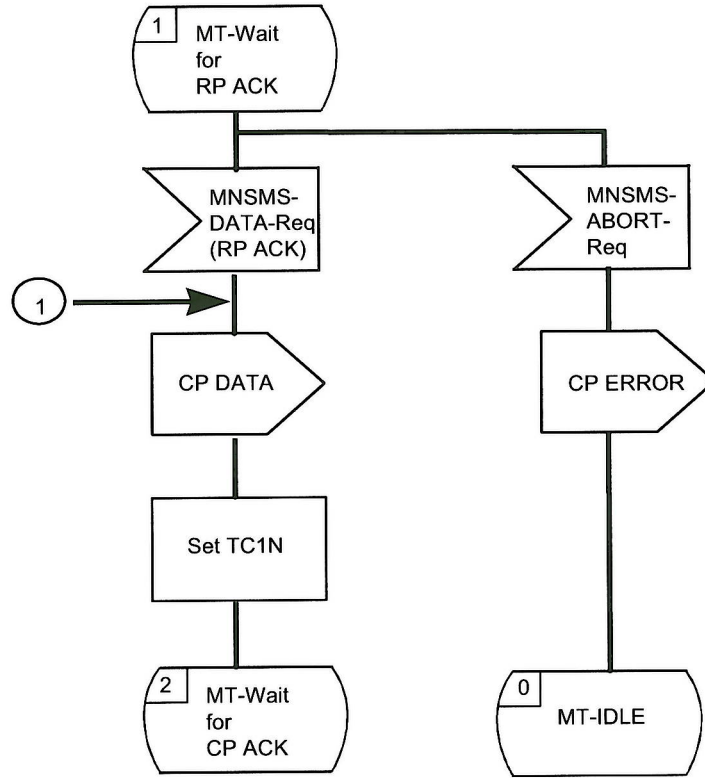 1
MT-Wait
for
RP ACK
MNSMS-
DATA-Req
(RP ACK)
MNSMS-
ABORT-
Req
1
CP DATA
CP ERROR
Set TC1N
2
MT-Wait
for
CP ACK
0
MT-IDLE